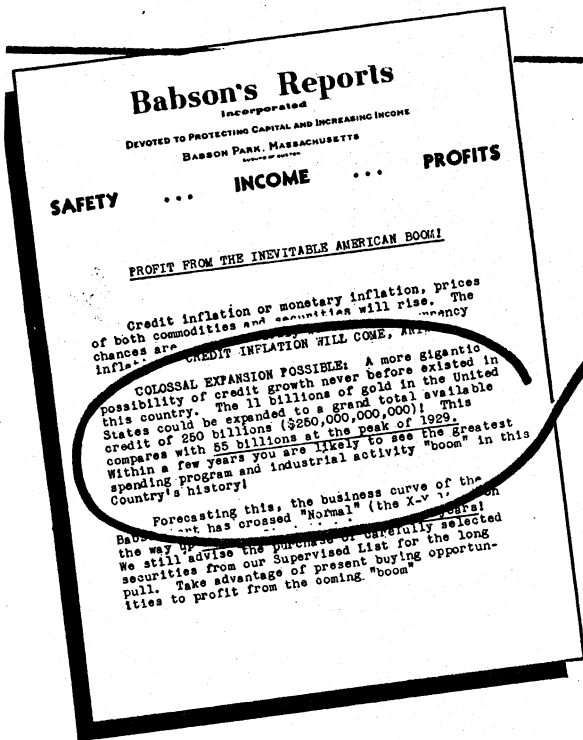 Babson's Reports
Incorporated
DEVOTED TO PROTECTING CAPITAL AND INCREASING INCOME
BABSON PARK, MASSACHUSETTS
SAFETY ... INCOME ... PROFITS
PROFIT FROM THE INEVITABLE AMERICAN BOOM!
Credit inflation or monetary inflation, prices
of both commodities and securities will rise. The
chances are
CREDIT INFLATION WILL COME,
COLOSSAL EXPANSION POSSIBLE: A more gigantic
possibility of credit growth never before existed in
this country. The 11 billions of gold in the United
States could be expanded to a grand total available
credit of 250 billions ($250,000,000,000)! This
compares with 55 billions at the peak of 1929.
Within a few years you are likely to see the greatest
spending program and industrial activity "boom" in this
Country's history!
Forecasting this, the business curve of the
has crossed "Normal" (the X-Y
the way
We still advise the purchase of carefully selected
securities from our Supervised List for the long
pull. Take advantage of present buying opportun-
ities to profit from the coming "boom"